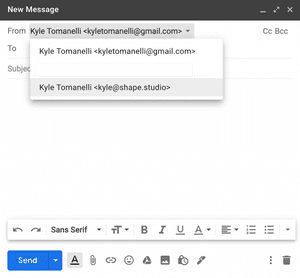 New Message
From Kyle Tomanelli <kyletomanelli@gmail.com> Cc Bcc
To
Kyle Tomanelli <kyletomanelli@gmail.com>
Subjec
Kyle Tomanelli <kyle@shape.studio>
Sans Serif
B I U A
Send A